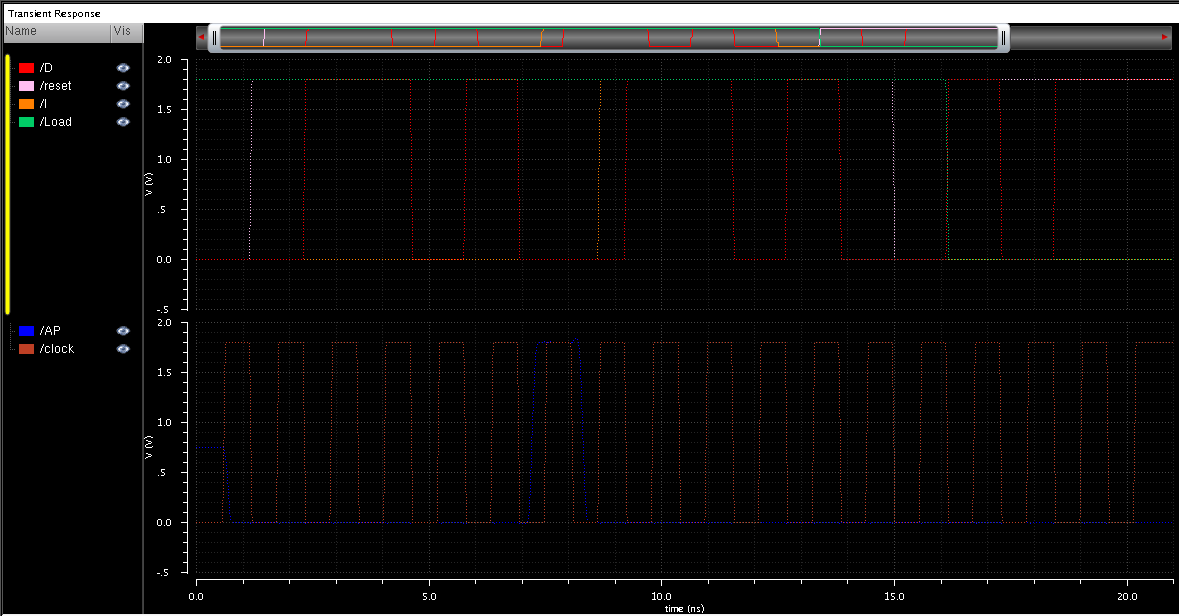 Transient Response
Name Vis
/D
/reset
/I
/Load
/AP
/clock
2.0
1.5
1.0
.5
0.0
-.5
V (V)
2.0
1.5
1.0
.5
0.0
-.5
V (V)
0.0 5.0 10.0 15.0 20.0
time (ns)